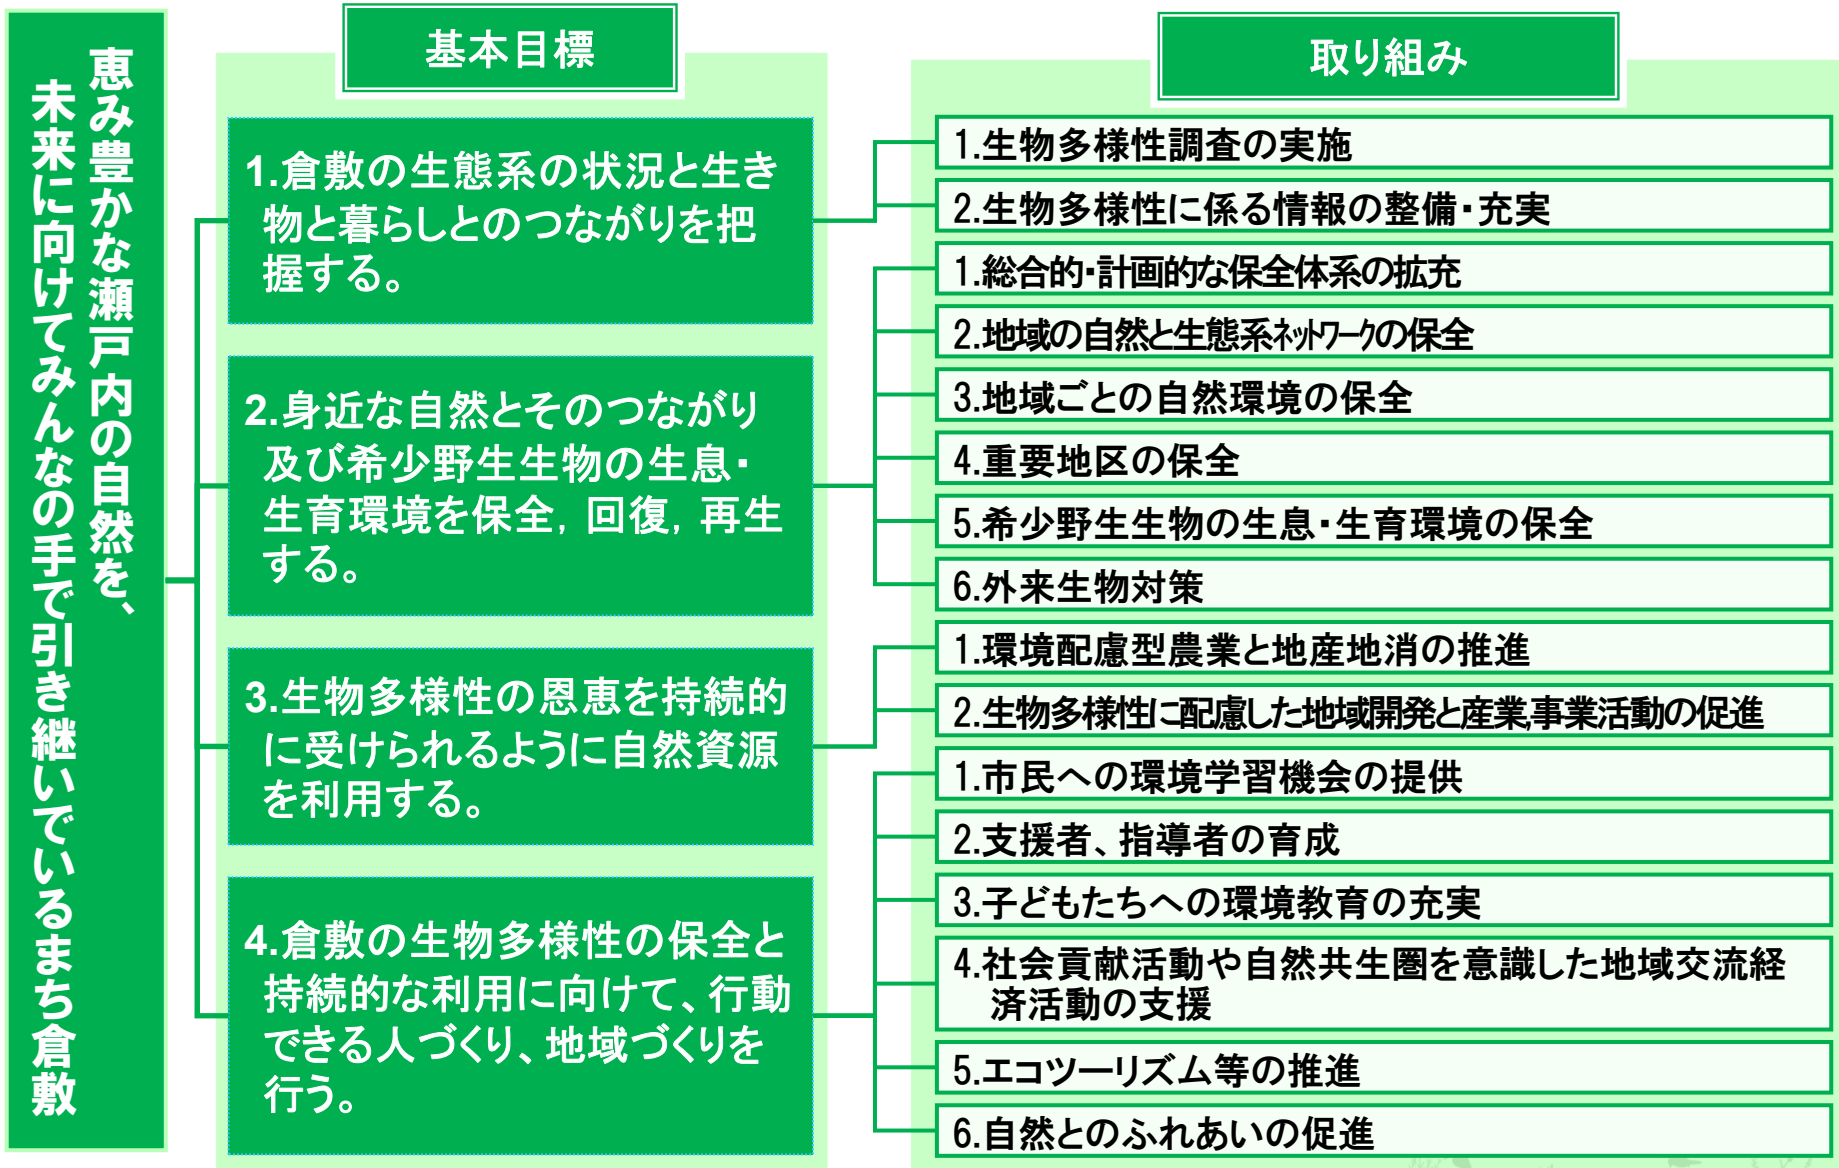 恵み豊かな瀬戸内の自然を、
未来に向けてみんなの手で引き継いでいるまち倉敷
基本目標
1.倉敷の生態系の状況と生き
物と暮らしとのつながりを把
握する。
2.身近な自然とそのつながり
及び希少野生生物の生息・
生育環境を保全，回復，再生
する。
3.生物多様性の恩恵を持続的
に受けられるように自然資源
を利用する。
4.倉敷の生物多様性の保全と
持続的な利用に向けて、行動
できる人づくり、地域づくりを
行う。
取り組み
1.生物多様性調査の実施
2.生物多様性に係る情報の整備・充実
1.総合的・計画的な保全体系の拡充
2.地域の自然と生態系ネットワークの保全
3.地域ごとの自然環境の保全
4.重要地区の保全
5.希少野生生物の生息・生育環境の保全
6.外来生物対策
1.環境配慮型農業と地産地消の推進
2.生物多様性に配慮した地域開発と産業,事業活動の促進
1.市民への環境学習機会の提供
2.支援者、指導者の育成
3.子どもたちへの環境教育の充実
4.社会貢献活動や自然共生圏を意識した地域交流経
済活動の支援
5.エコツーリズム等の推進
6.自然とのふれあいの促進